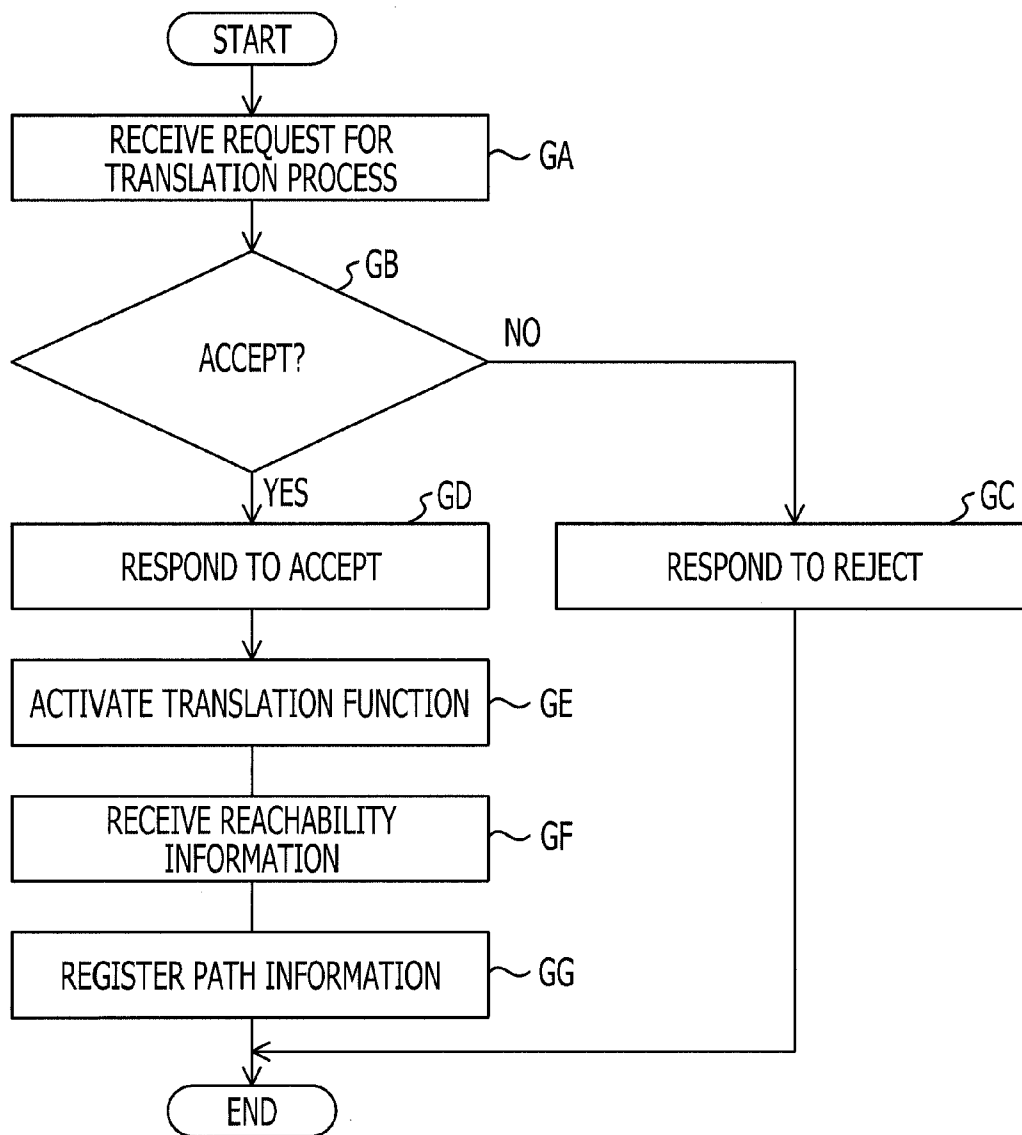 START
RECEIVE REQUEST FOR
TRANSLATION PROCESS
GA
GB
ACCEPT?
NO
YES
GD
GC
RESPOND TO ACCEPT
RESPOND TO REJECT
ACTIVATE TRANSLATION FUNCTION
GE
RECEIVE REACHABILITY
INFORMATION
GF
REGISTER PATH INFORMATION
GG
END